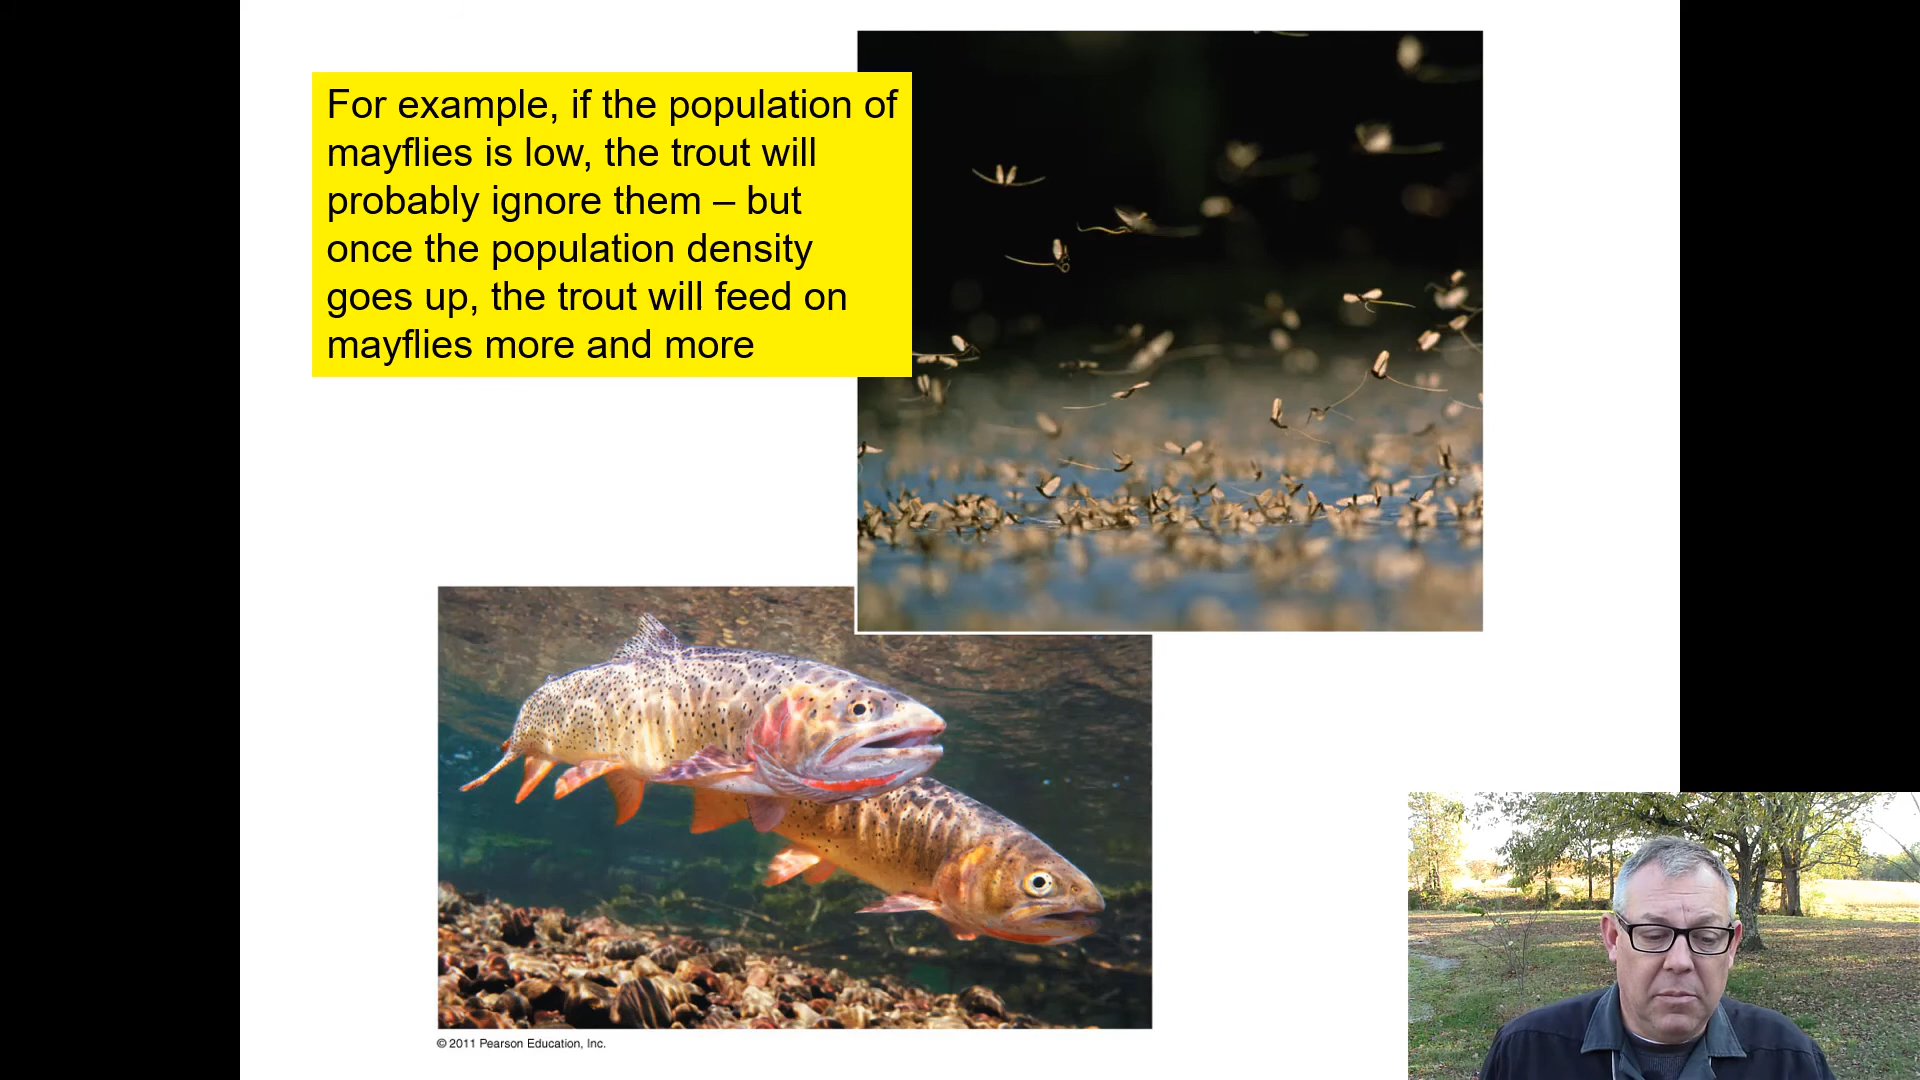 For example, if the population of
mayflies is low, the trout will
probably ignore them – but
once the population density
goes up, the trout will feed on
mayflies more and more
© 2011 Pearson Education, Inc.